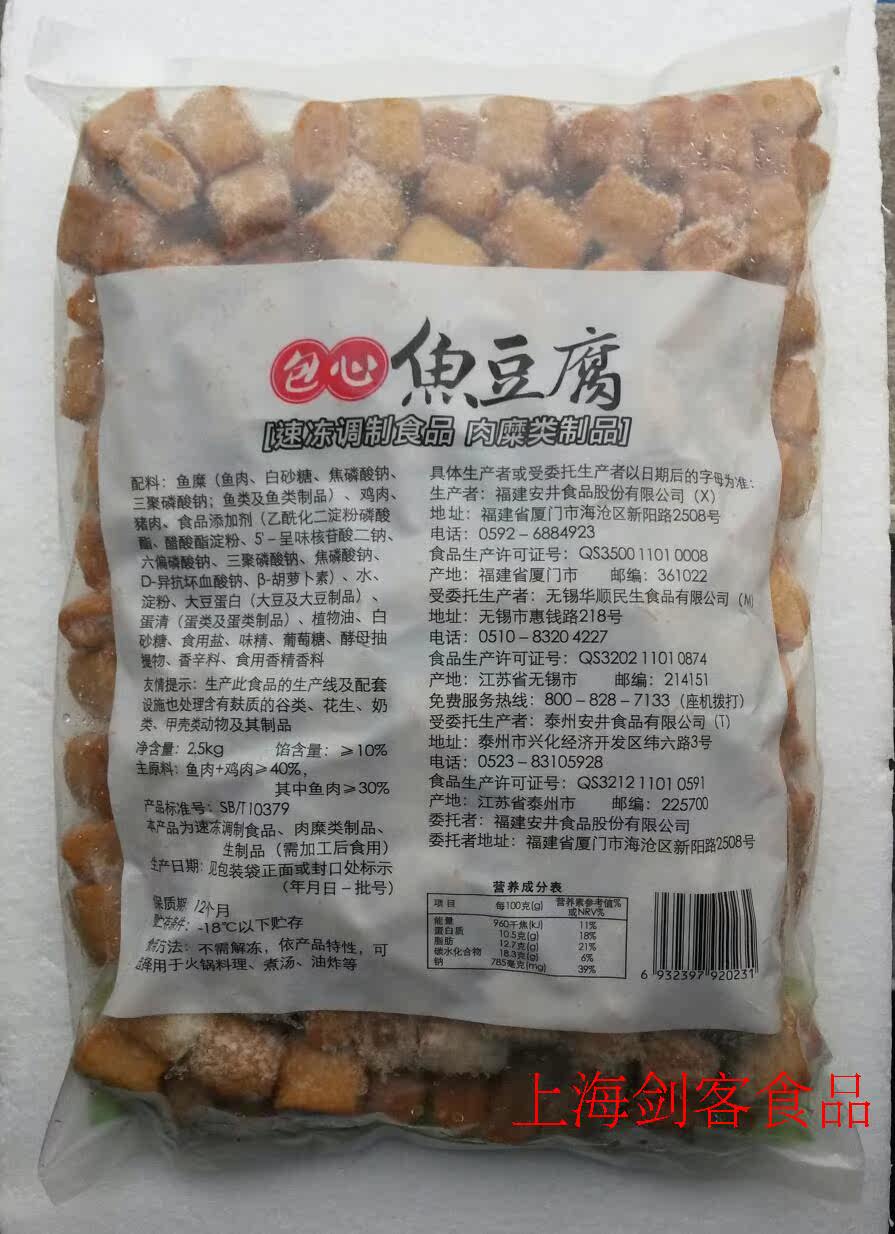 包心 魚豆腐
[速冻调制食品 肉糜类制品]
配料：鱼糜（鱼肉、白砂糖、焦磷酸钠、
三聚磷酸钠；鱼类及鱼类制品）、鸡肉、
猪肉、食品添加剂（乙酰化二淀粉磷酸
酯、醋酸酯淀粉、5'－呈味核苷酸二钠、
六偏磷酸钠、三聚磷酸钠、焦磷酸钠、
D-异抗坏血酸钠、β-胡萝卜素）、水、
淀粉、大豆蛋白（大豆及大豆制品）、
蛋清（蛋类及蛋类制品）、植物油、白
砂糖、食用盐、味精、葡萄糖、酵母抽
提物、香辛料、食用香精香料
友情提示：生产此食品的生产线及配套
设施也处理含有麸质的谷类、花生、奶
类、甲壳类动物及其制品
净含量：2.5kg 馅含量：≥10%
主原料：鱼肉+鸡肉≥40%，
其中鱼肉≥30%
产品标准号：SB/T10379
本产品为速冻调制食品、肉糜类制品、
生制品（需加工后食用）
生产日期：见包装袋正面或封口处标示
（年月日－批号）
保质期：12个月
贮存条件：-18℃以下贮存
方法：不需解冻，依产品特性，可
选择用于火锅料理、煮汤、油炸等
具体生产者或受委托生产者以日期后的字母为准：
生产者：福建安井食品股份有限公司（X）
地址：福建省厦门市海沧区新阳路2508号
电话：0592－6884923
食品生产许可证号：QS3500 1101 0008
产地：福建省厦门市 邮编：361022
受委托生产者：无锡华顺民生食品有限公司（M）
地址：无锡市惠钱路218号
电话：0510－8320 4227
食品生产许可证号：QS3202 1101 0874
产地：江苏省无锡市 邮编：214151
免费服务热线：800－828－7133（座机拨打）
受委托生产者：泰州安井食品有限公司（T）
地址：泰州市兴化经济开发区纬六路3号
电话：0523－83105928
食品生产许可证号：QS3212 1101 0591
产地：江苏省泰州市 邮编：225700
委托者：福建安井食品股份有限公司
委托者地址：福建省厦门市海沧区新阳路2508号
营养成分表
项目 每100克(g) 营养素参考值%或NRV%
能量 960千焦(kJ) 11%
蛋白质 10.5克(g) 18%
脂肪 12.7克(g) 21%
碳水化合物 18.3克(g) 6%
钠 785毫克(mg) 39%
6 932397 920231
上海剑客食品